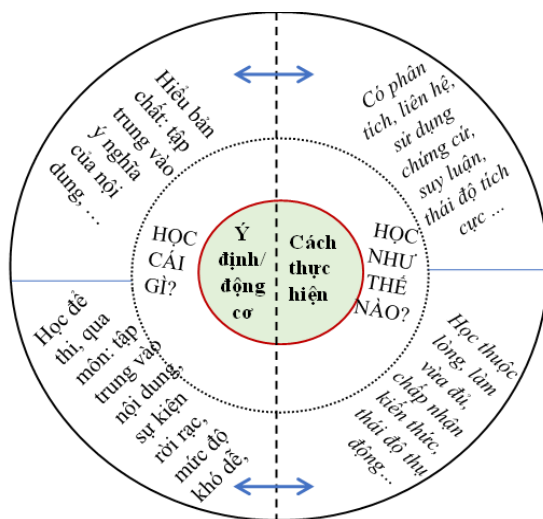 Hiểu bản
chất: tập
trung vào
ý nghĩa
của nội
dung, ...
Có phân
tích, liên hệ,
sử dụng
chứng cứ,
suy luận,
thái độ tích
cực ...
HỌC
CÁI
GÌ?
Ý
định/
động
cơ
Cách
thực
hiện
HỌC
NHƯ
THẾ
NÀO?
Học để
thi, qua
môn: tập
trung vào
nội dung,
sự kiện
rời rạc,
mức độ
khó dễ,
Học thuộc
lòng, làm
vừa đủ,
chấp nhận
kiến thức,
thái độ thụ
động...